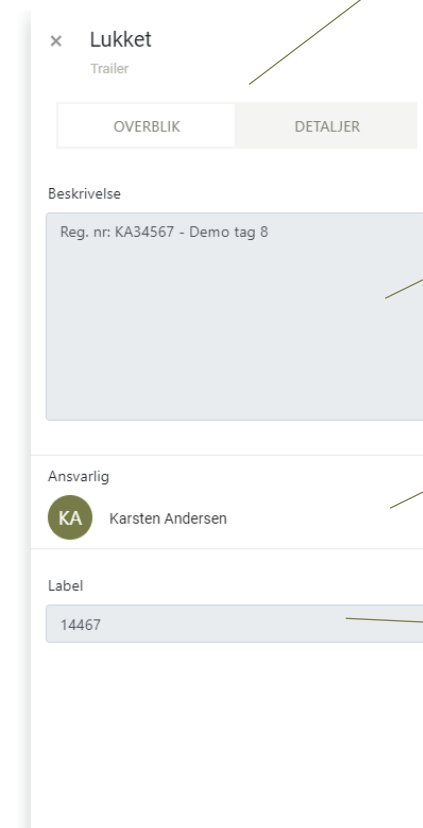 × Lukket
Trailer
OVERBLIK DETALJER
Beskrivelse
Reg. nr: KA34567 - Demo tag 8
Ansvarlig
KA Karsten Andersen
Label
14467